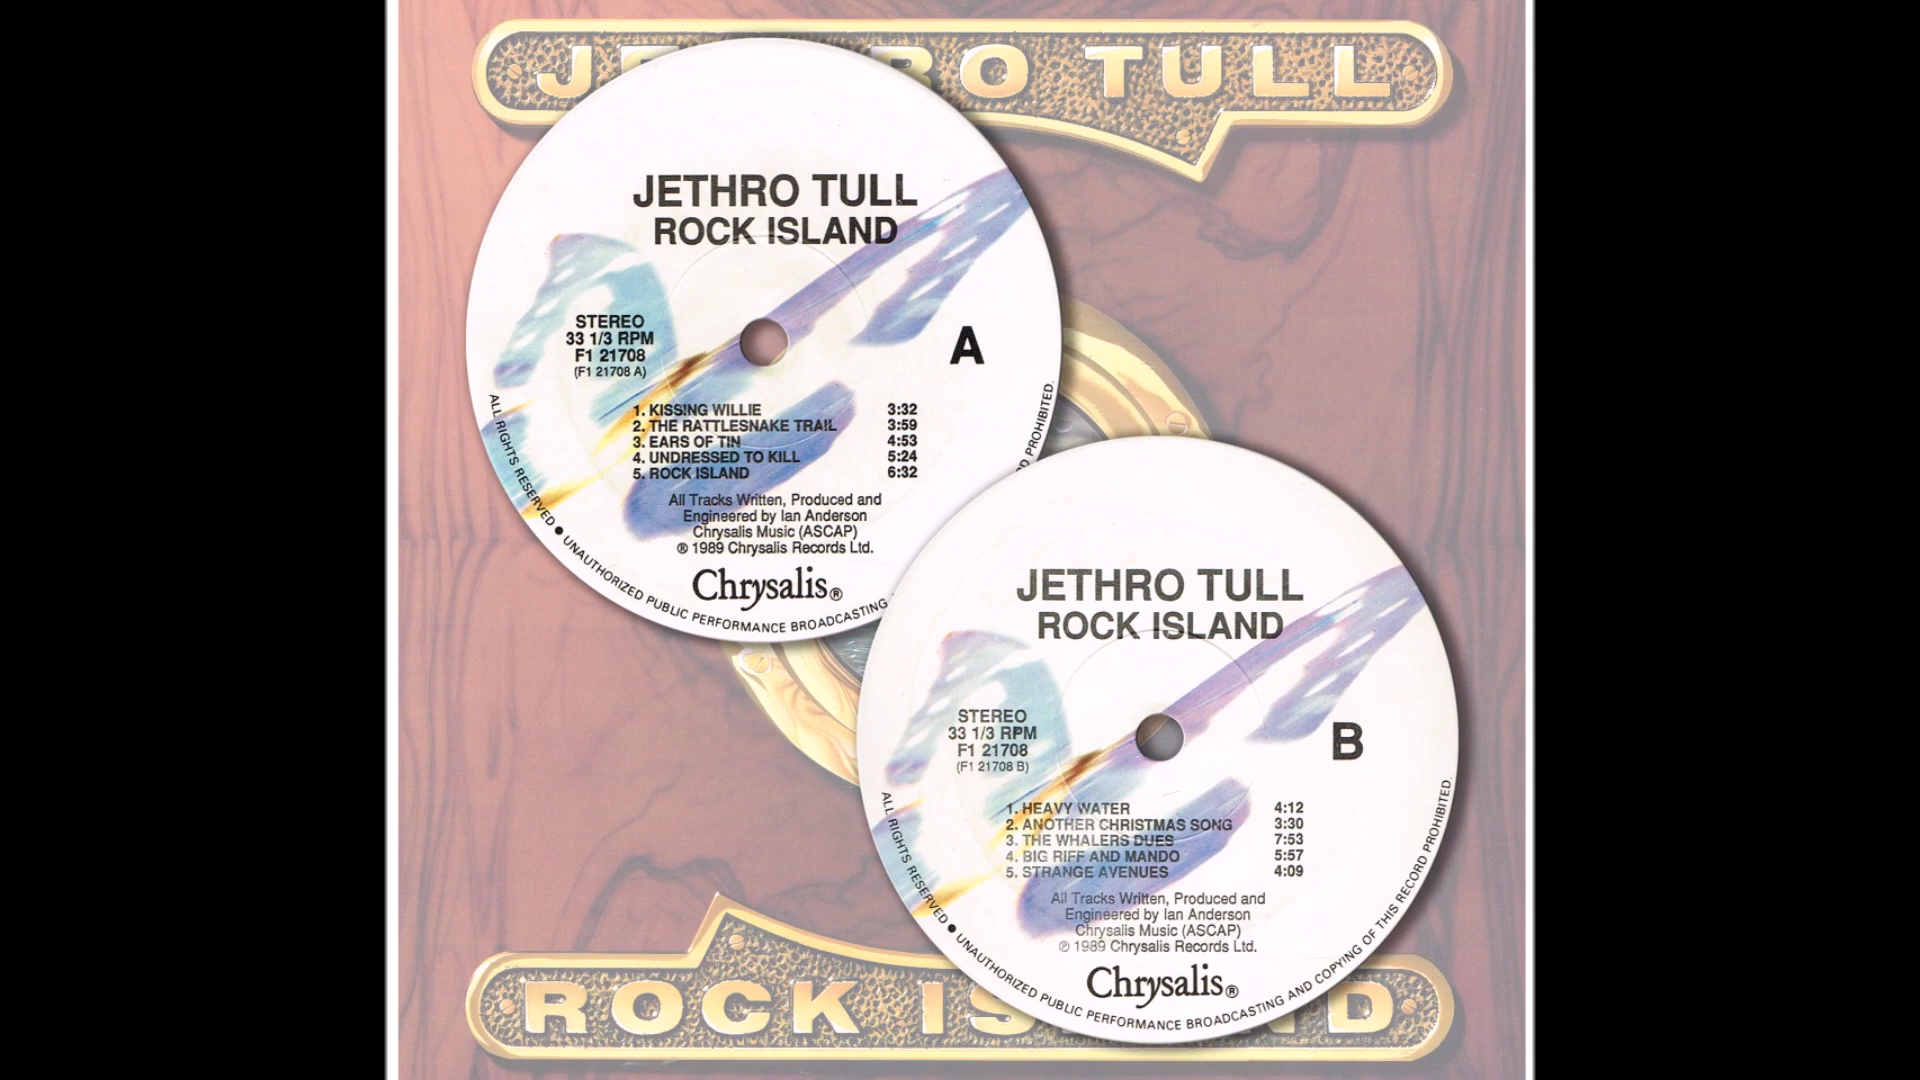 JETHRO TULL
JETHRO TULL
ROCK ISLAND
STEREO
33 1/3 RPM
F1 21708
(F1 21708 A)
A
1. KISSING WILLIE 3:32
2. THE RATTLESNAKE TRAIL 3:59
3. EARS OF TIN 4:53
4. UNDRESSED TO KILL 5:24
5. ROCK ISLAND 6:32
All Tracks Written, Produced and
Engineered by Ian Anderson
Chrysalis Music (ASCAP)
℗ 1989 Chrysalis Records Ltd.
Chrysalis®
ALL RIGHTS RESERVED ● UNAUTHORIZED PUBLIC PERFORMANCE BROADCASTING PROHIBITED.
JETHRO TULL
ROCK ISLAND
STEREO
33 1/3 RPM
F1 21708
(F1 21708 B)
B
1. HEAVY WATER 4:12
2. ANOTHER CHRISTMAS SONG 3:30
3. THE WHALERS DUES 7:53
4. BIG RIFF AND MANDO 5:57
5. STRANGE AVENUES 4:09
All Tracks Written, Produced and
Engineered by Ian Anderson
Chrysalis Music (ASCAP)
℗ 1989 Chrysalis Records Ltd.
Chrysalis®
ALL RIGHTS RESERVED ● UNAUTHORIZED PUBLIC PERFORMANCE BROADCASTING AND COPYING OF THIS RECORD PROHIBITED.
ROCK ISLAND